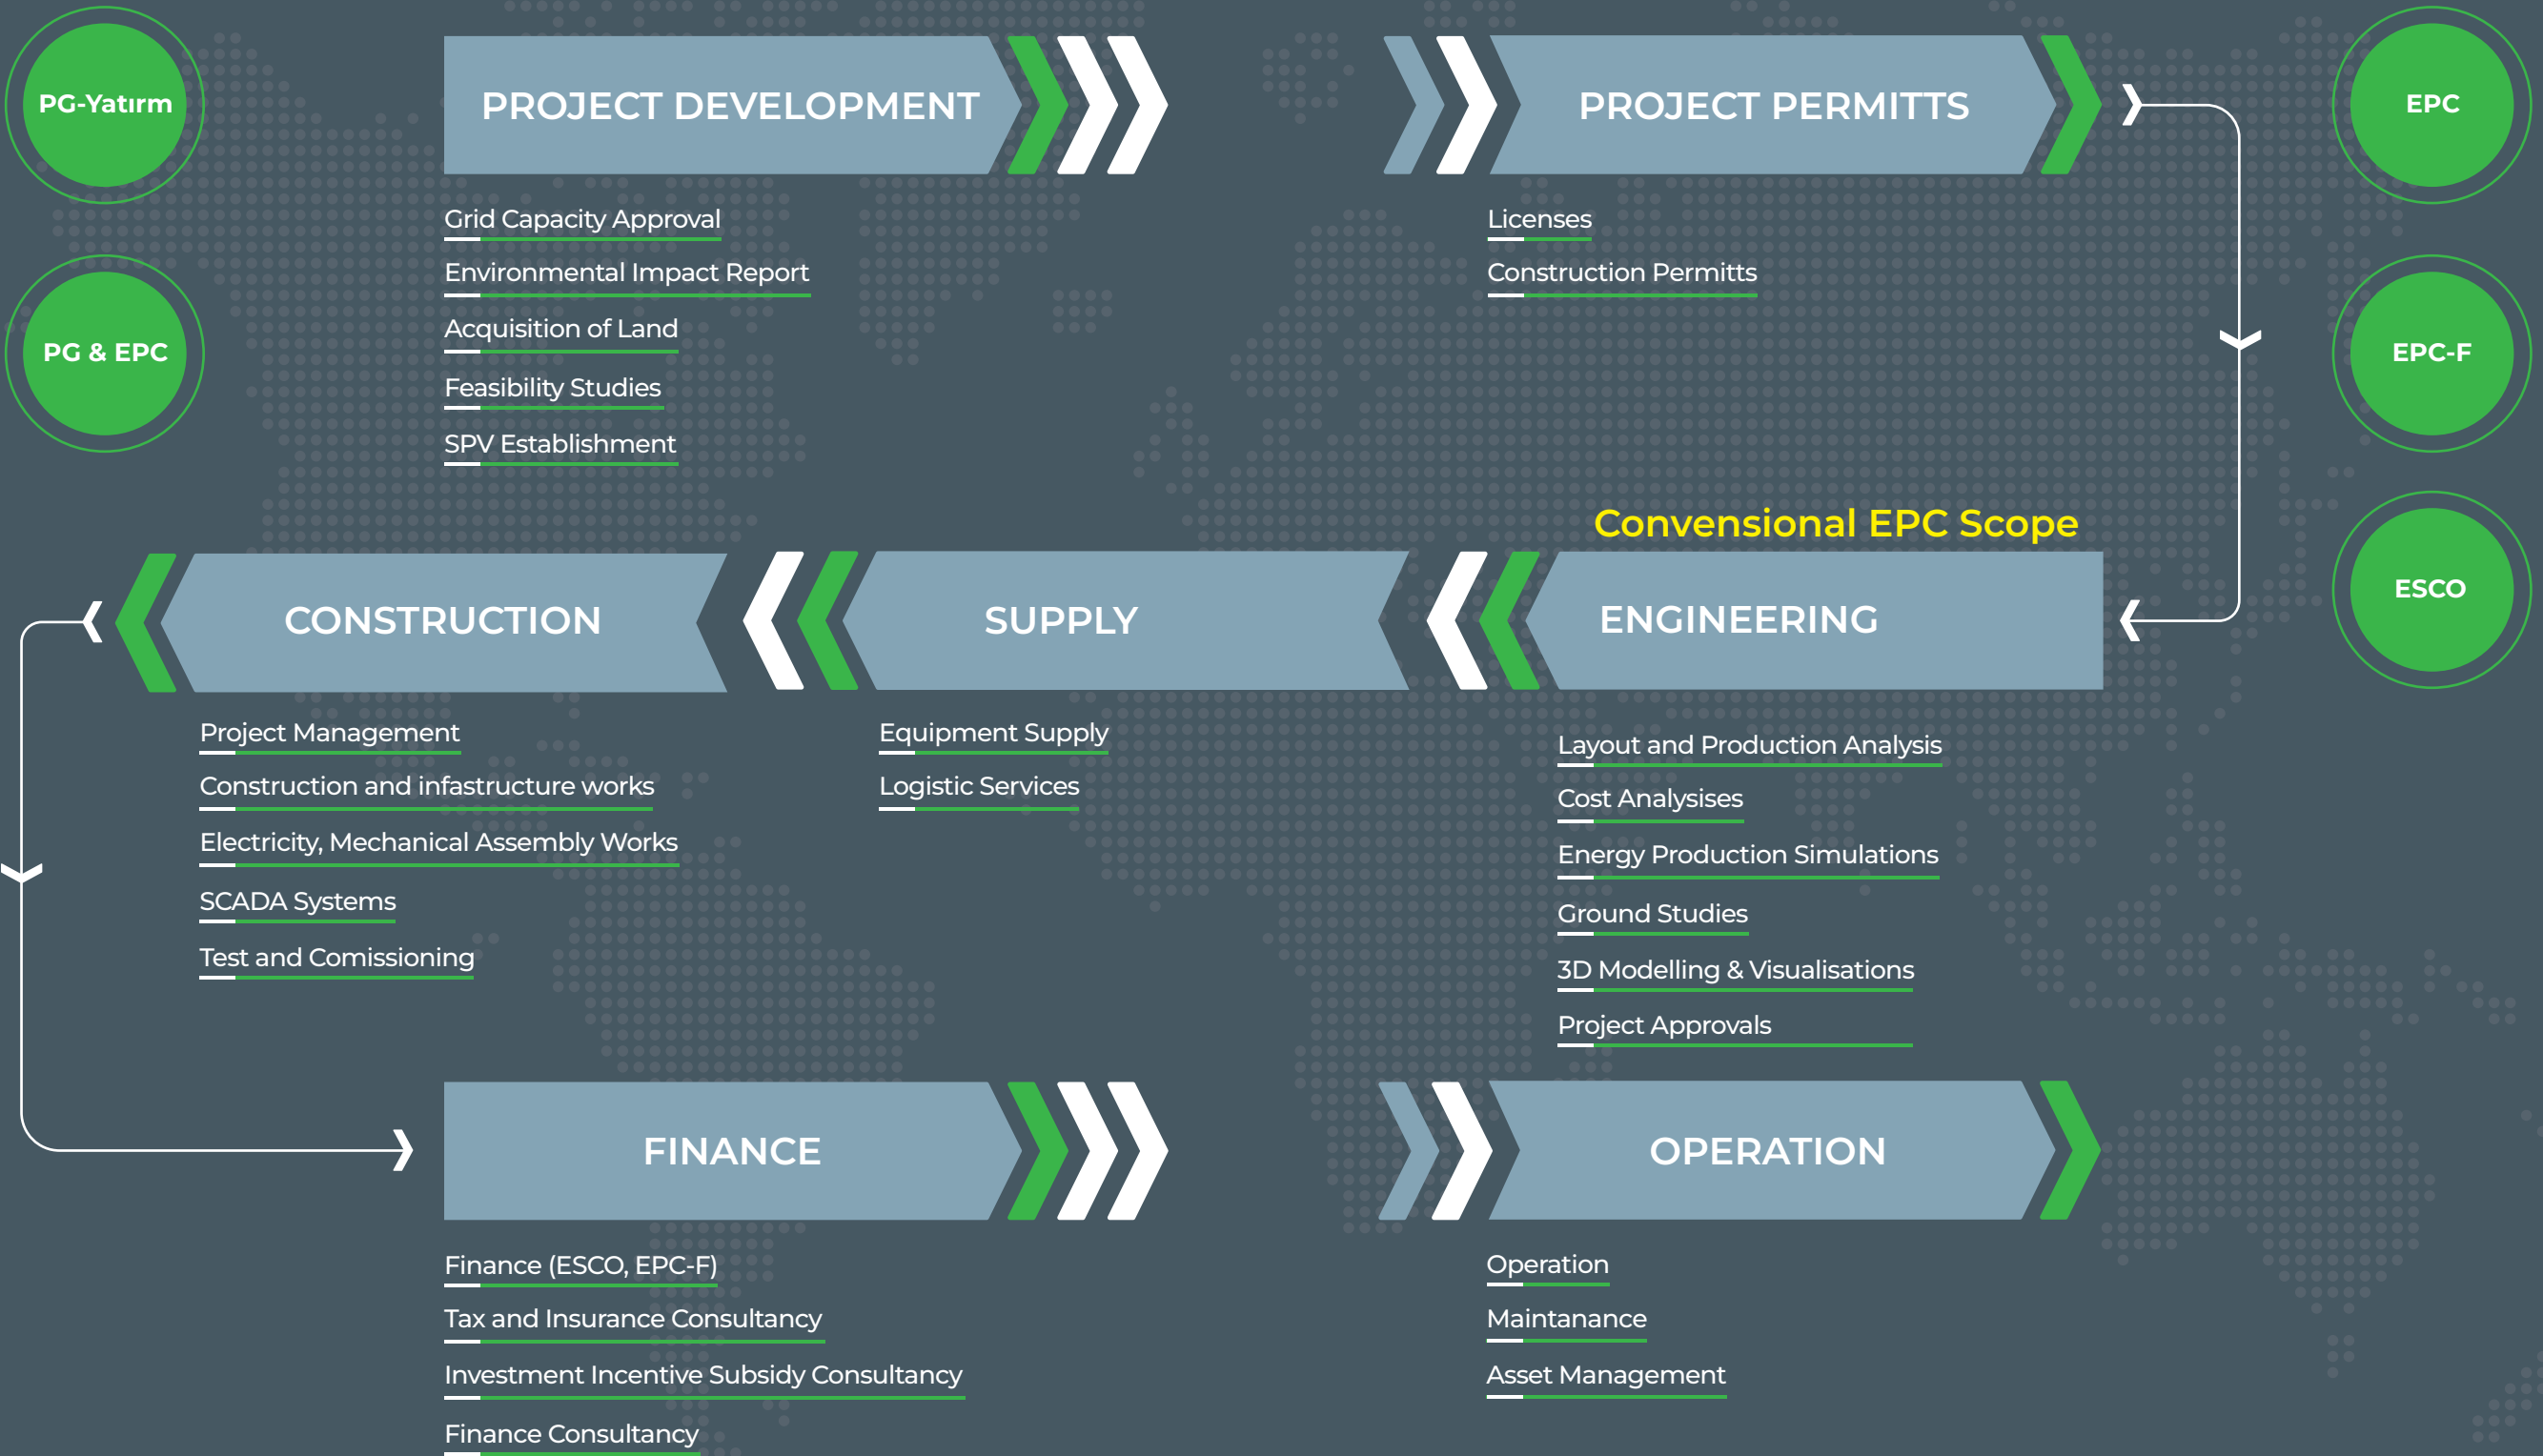 PG-Yatırm
PG & EPC
PROJECT DEVELOPMENT
Grid Capacity Approval
Environmental Impact Report
Acquisition of Land
Feasibility Studies
SPV Establishment
PROJECT PERMITTS
Licenses
Construction Permitts
EPC
EPC-F
ESCO
Convensional EPC Scope
ENGINEERING
Layout and Production Analysis
Cost Analysises
Energy Production Simulations
Ground Studies
3D Modelling & Visualisations
Project Approvals
SUPPLY
Equipment Supply
Logistic Services
CONSTRUCTION
Project Management
Construction and infastructure works
Electricity, Mechanical Assembly Works
SCADA Systems
Test and Comissioning
FINANCE
Finance (ESCO, EPC-F)
Tax and Insurance Consultancy
Investment Incentive Subsidy Consultancy
Finance Consultancy
OPERATION
Operation
Maintanance
Asset Management